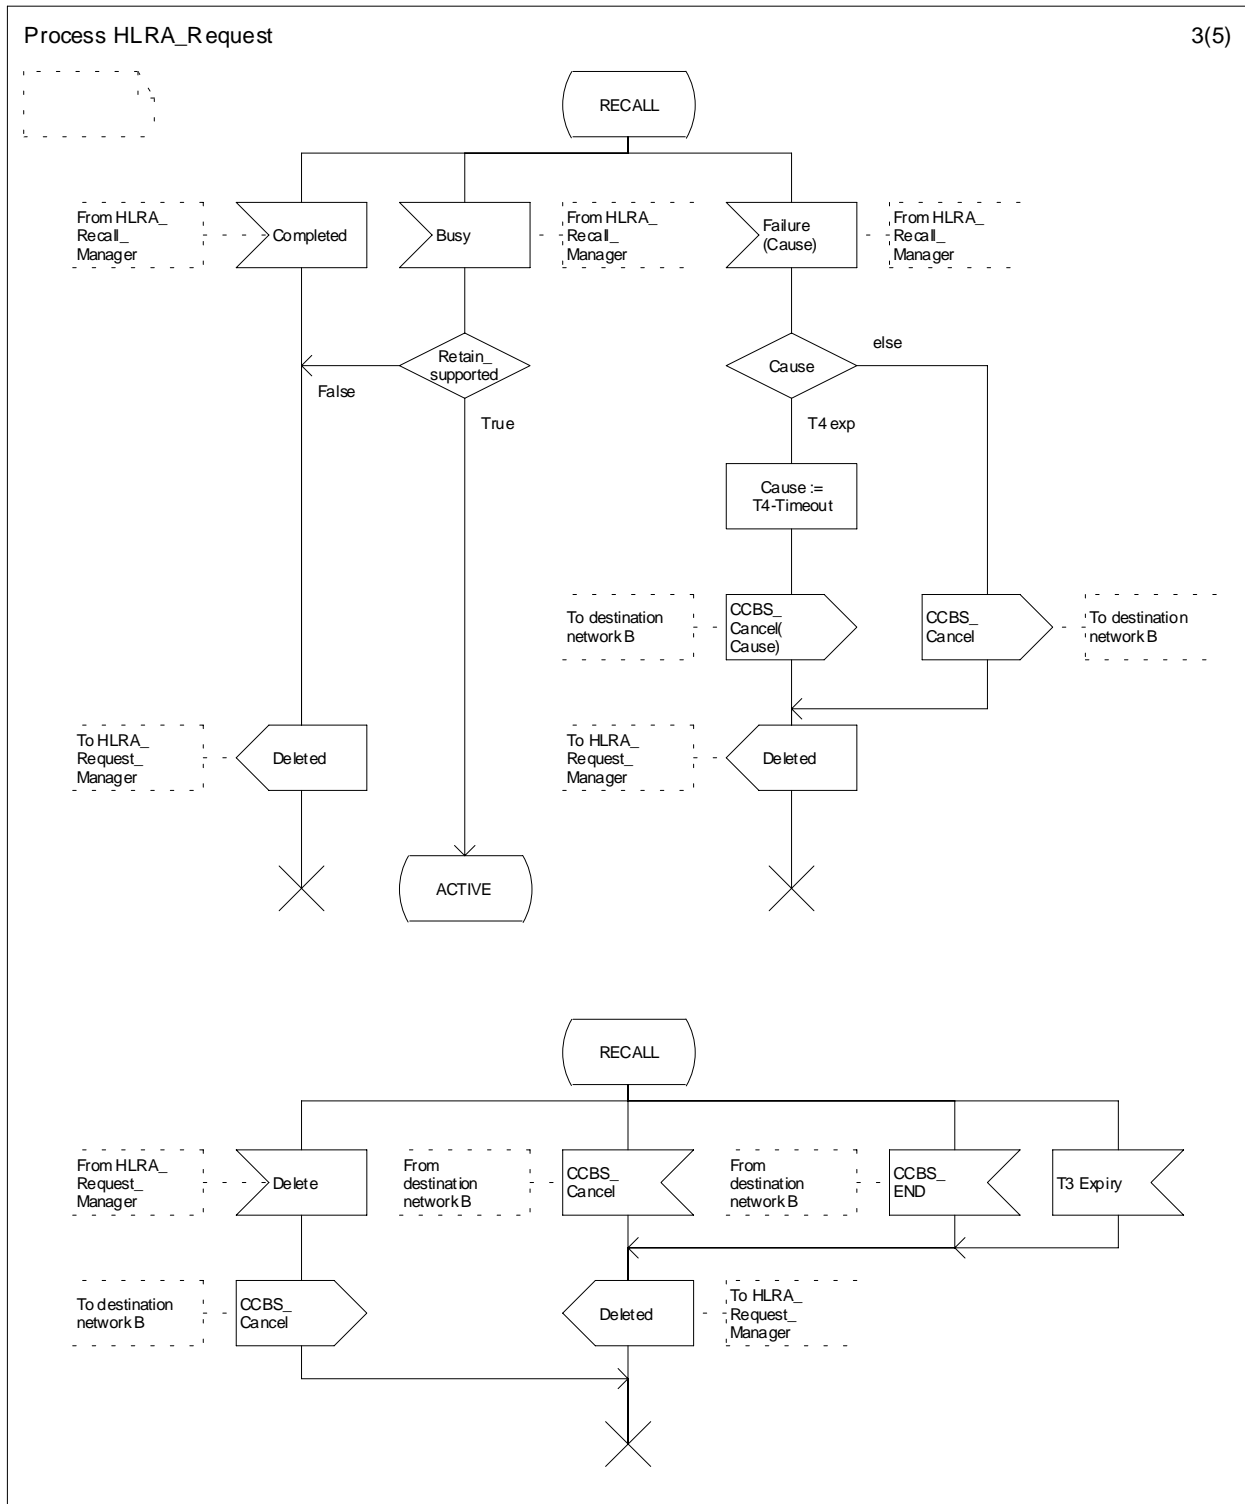 Process HLRA_Request
3(5)
RECALL
From HLRA_
Recall_
Manager
Completed
Busy
From HLRA_
Recall_
Manager
Failure
(Cause)
From HLRA_
Recall_
Manager
Retain_
supported
False
True
Cause
else
T4 exp
Cause :=
T4-Timeout
To destination
network B
CCBS_
Cancel(
Cause)
CCBS_
Cancel
To destination
network B
To HLRA_
Request_
Manager
Deleted
To HLRA_
Request_
Manager
Deleted
ACTIVE
RECALL
From HLRA_
Request_
Manager
Delete
From
destination
network B
CCBS_
Cancel
From
destination
network B
CCBS_
END
T3 Expiry
To destination
network B
CCBS_
Cancel
Deleted
To HLRA_
Request_
Manager